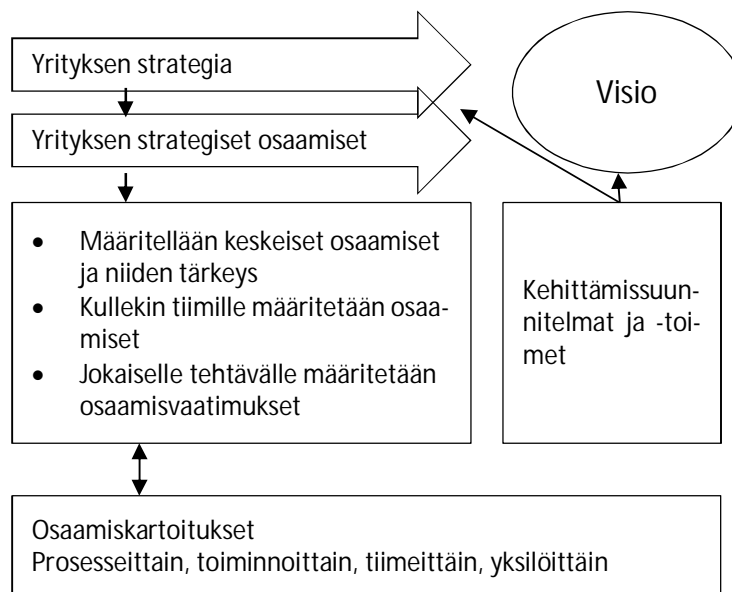 Yrityksen strategia
Visio
Yrityksen strategiset osaamiset
• Määritellään keskeiset osaamiset
ja niiden tärkeys
• Kullekin tiimille määritetään osaa-
miset
• Jokaiselle tehtävälle määritetään
osaamisvaatimukset
Kehittämissuun-
nitelmat ja -toi-
met
Osaamiskartoitukset
Prosesseittain, toiminnoittain, tiimeittäin, yksilöittäin